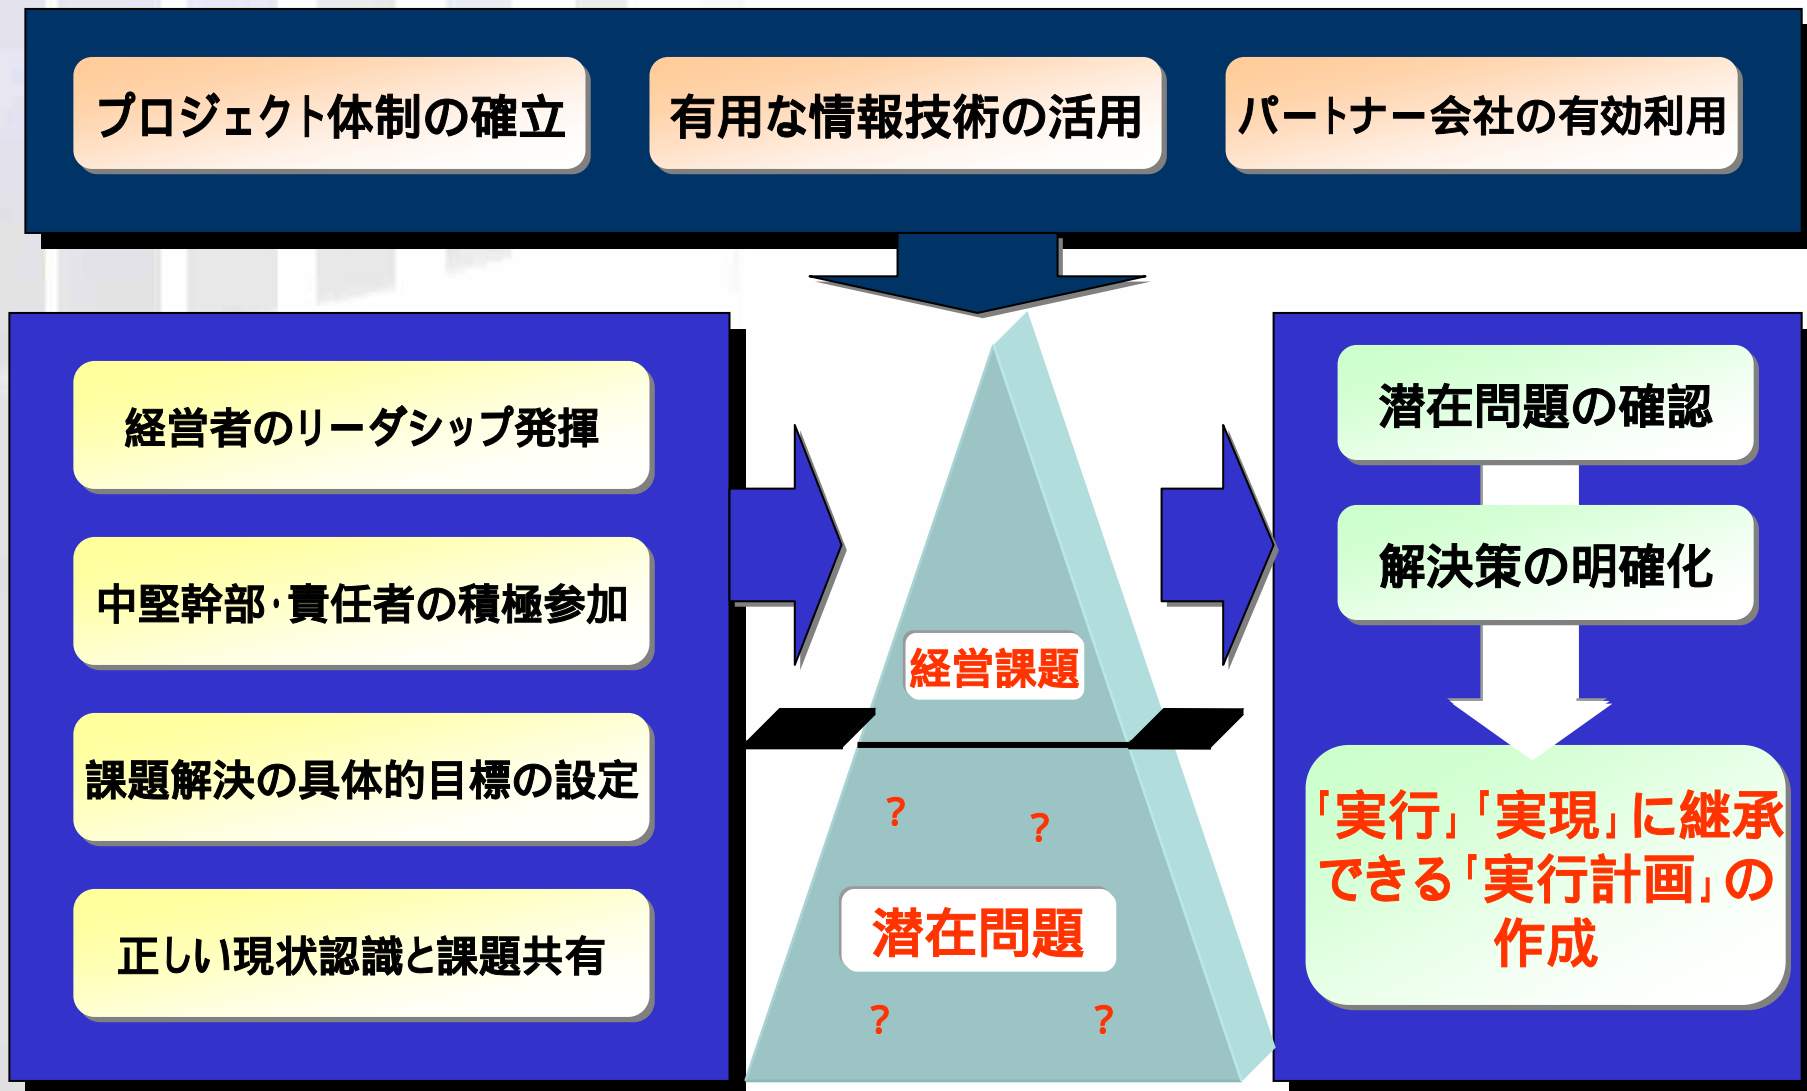 プロジェクト体制の確立
有用な情報技術の活用
パートナー会社の有効利用
経営者のリーダシップ発揮
中堅幹部・責任者の積極参加
課題解決の具体的目標の設定
正しい現状認識と課題共有
経営課題
?
?
潜在問題
?
?
潜在問題の確認
解決策の明確化
「実行」「実現」に継承
できる「実行計画」の
作成